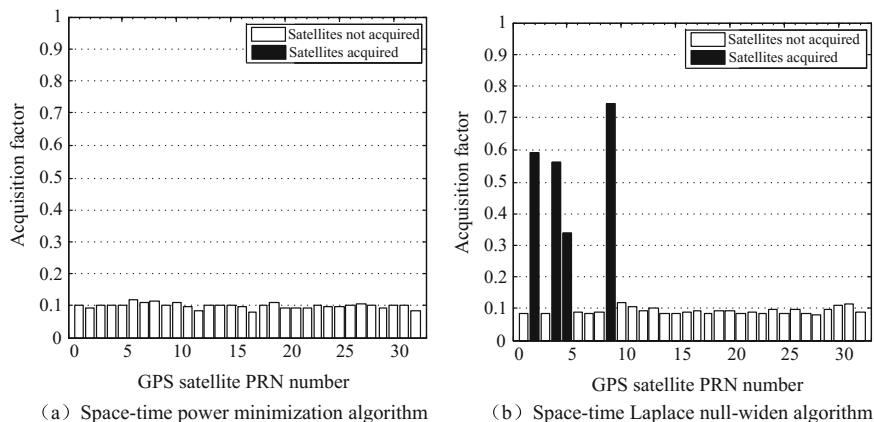 1
0.9
0.8
0.7
0.6
0.5
0.4
0.3
0.2
0.1
0
Acquisition factor
Satellites not acquired
Satellites acquired
0 5 10 15 20 25 30
GPS satellite PRN number
（a）Space-time power minimization algorithm
1
0.9
0.8
0.7
0.6
0.5
0.4
0.3
0.2
0.1
0
Acquisition factor
Satellites not acquired
Satellites acquired
0 5 10 15 20 25 30
GPS satellite PRN number
（b）Space-time Laplace null-widen algorithm